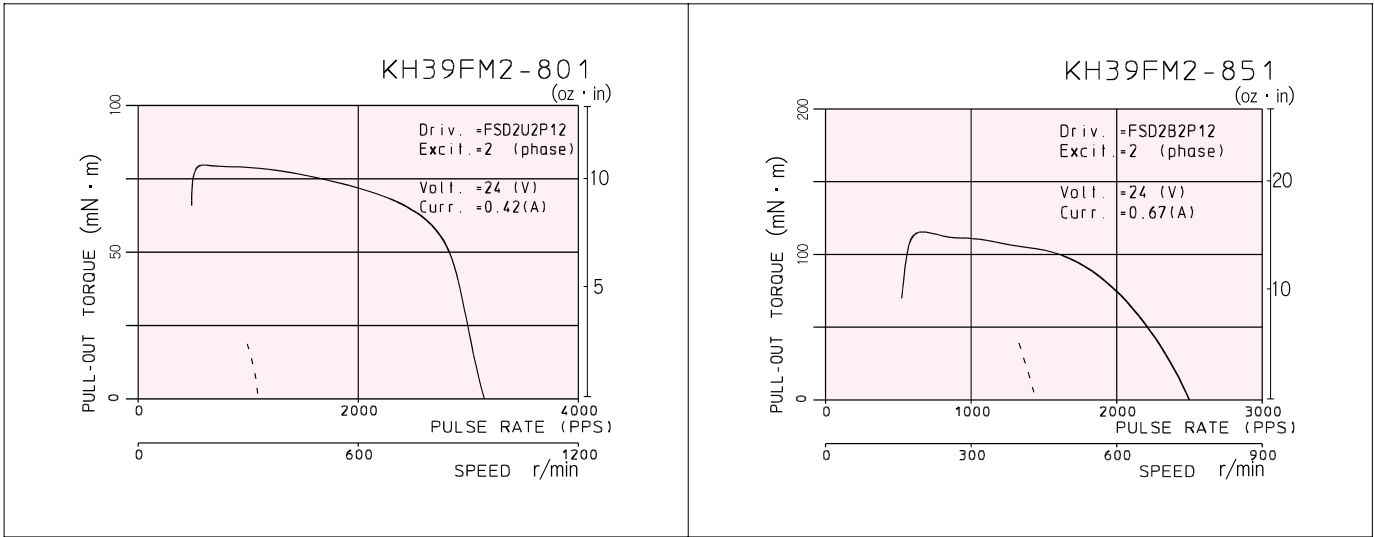 KH39FM2-801
(oz · in)
100
Driv. =FSD2U2P12
Excit.=2 (phase)
10
Volt. =24 (V)
Curr. =0.42(A)
50
5
PULL-OUT TORQUE (mN · m)
0
0 2000 4000
PULSE RATE (PPS)
0 600 1200
SPEED r/min
KH39FM2-851
(oz · in)
200
Driv. =FSD2B2P12
Excit.=2 (phase)
20
Volt. =24 (V)
Curr. =0.67(A)
100
10
PULL-OUT TORQUE (mN · m)
0
0 1000 2000 3000
PULSE RATE (PPS)
0 300 600 900
SPEED r/min